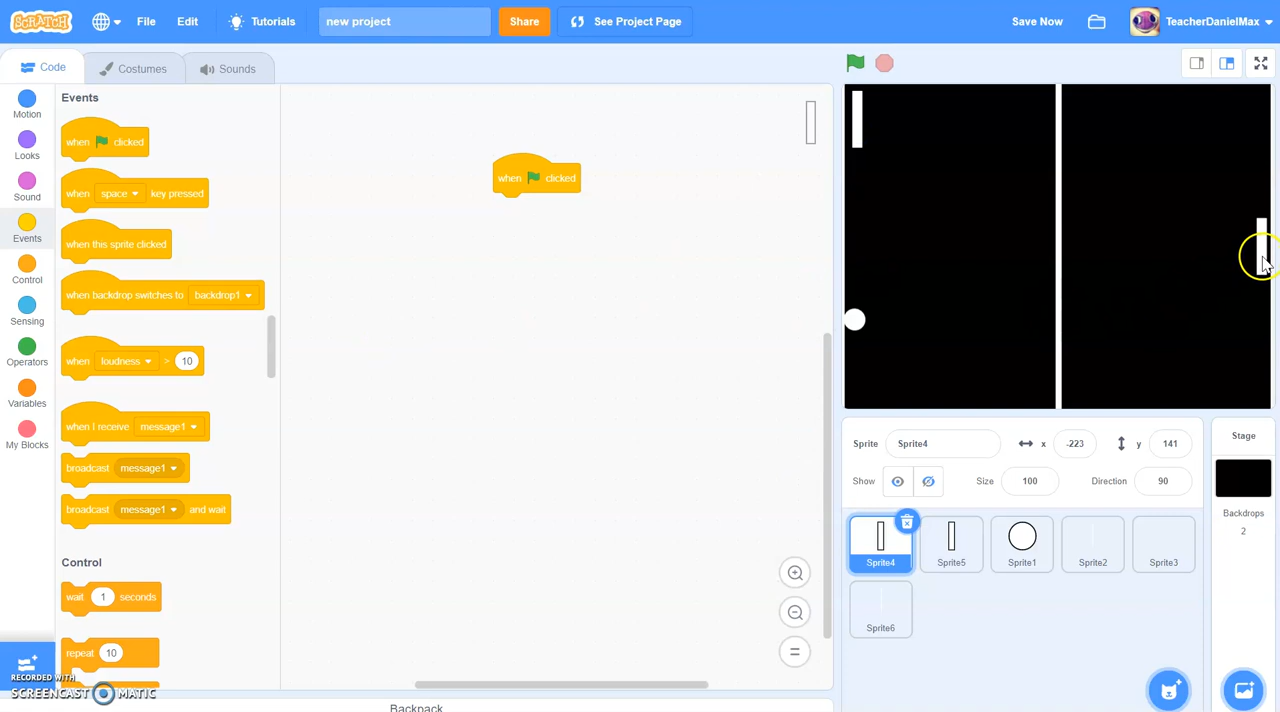 SCRATCH
File
Edit
Tutorials
new project
Share
See Project Page
Save Now
TeacherDanielMax
Code
Costumes
Sounds
Motion
Looks
Sound
Events
Control
Sensing
Operators
Variables
My Blocks
Events
when clicked
when space key pressed
when this sprite clicked
when backdrop switches to backdrop1
when loudness > 10
when I receive message1
broadcast message1
broadcast message1 and wait
Control
wait 1 seconds
repeat 10
when clicked
Sprite Sprite4 x -223 y 141
Show Size 100 Direction 90
Sprite4
Sprite5
Sprite1
Sprite2
Sprite3
Sprite6
Stage
Backdrops
2
Backpack
RECORDED WITH
SCREENCAST MATIC